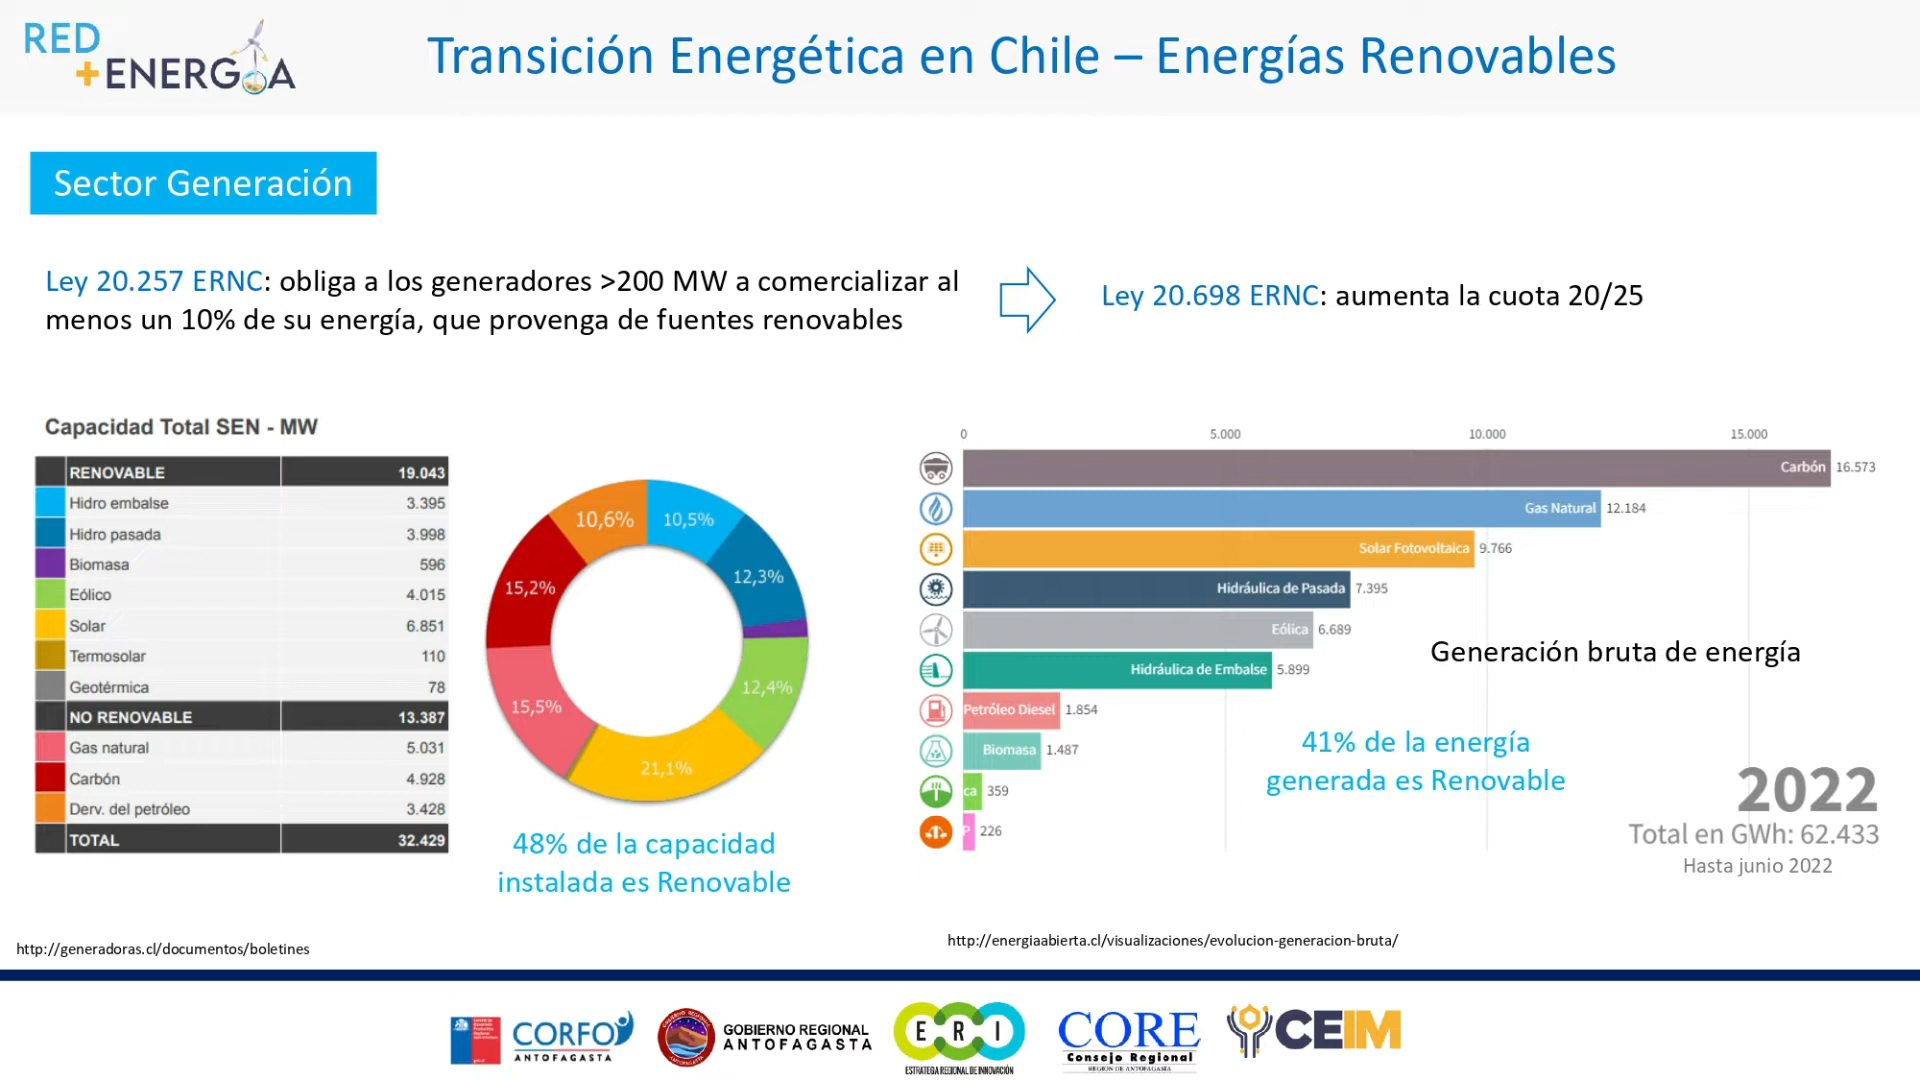 RED
+ENERGÍA
Transición Energética en Chile – Energías Renovables
Sector Generación
Ley 20.257 ERNC: obliga a los generadores >200 MW a comercializar al
menos un 10% de su energía, que provenga de fuentes renovables
Ley 20.698 ERNC: aumenta la cuota 20/25
Capacidad Total SEN - MW
RENOVABLE 19.043
Hidro embalse 3.395
Hidro pasada 3.998
Biomasa 596
Eólico 4.015
Solar 6.851
Termosolar 110
Geotérmica 78
NO RENOVABLE 13.387
Gas natural 5.031
Carbón 4.928
Derv. del petróleo 3.428
TOTAL 32.429
10,6%
10,5%
15,2%
12,3%
15,5%
12,4%
21,1%
48% de la capacidad
instalada es Renovable
0 5.000 10.000 15.000
Carbón 16.573
Gas Natural 12.184
Solar Fotovoltaica 9.766
Hidráulica de Pasada 7.395
Eólica 6.689
Hidráulica de Embalse 5.899
Petróleo Diesel 1.854
Biomasa 1.487
ca 359
P 226
Generación bruta de energía
41% de la energía
generada es Renovable
2022
Total en GWh: 62.433
Hasta junio 2022
http://generadoras.cl/documentos/boletines
http://energiaabierta.cl/visualizaciones/evolucion-generacion-bruta/
CORFO
ANTOFAGASTA
GOBIERNO REGIONAL
ANTOFAGASTA
ERI
ESTRATEGIA REGIONAL DE INNOVACIÓN
CORE
Consejo Regional
REGION DE ANTOFAGASTA
CEIM